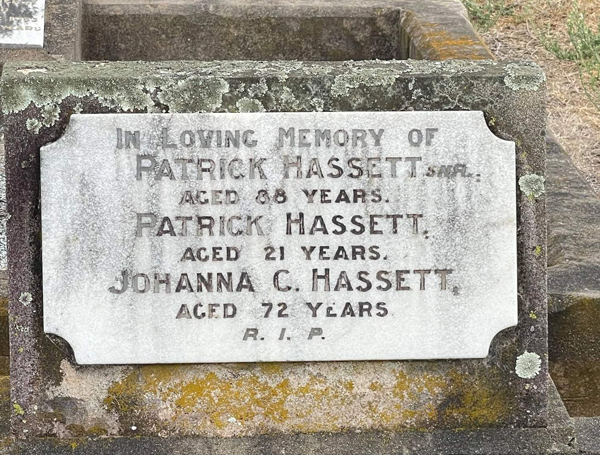 IN LOVING MEMORY OF
PATRICK HASSETT SNR.
AGED 88 YEARS.
PATRICK HASSETT.
AGED 21 YEARS.
JOHANNA C. HASSETT,
AGED 72 YEARS
R. I. P.